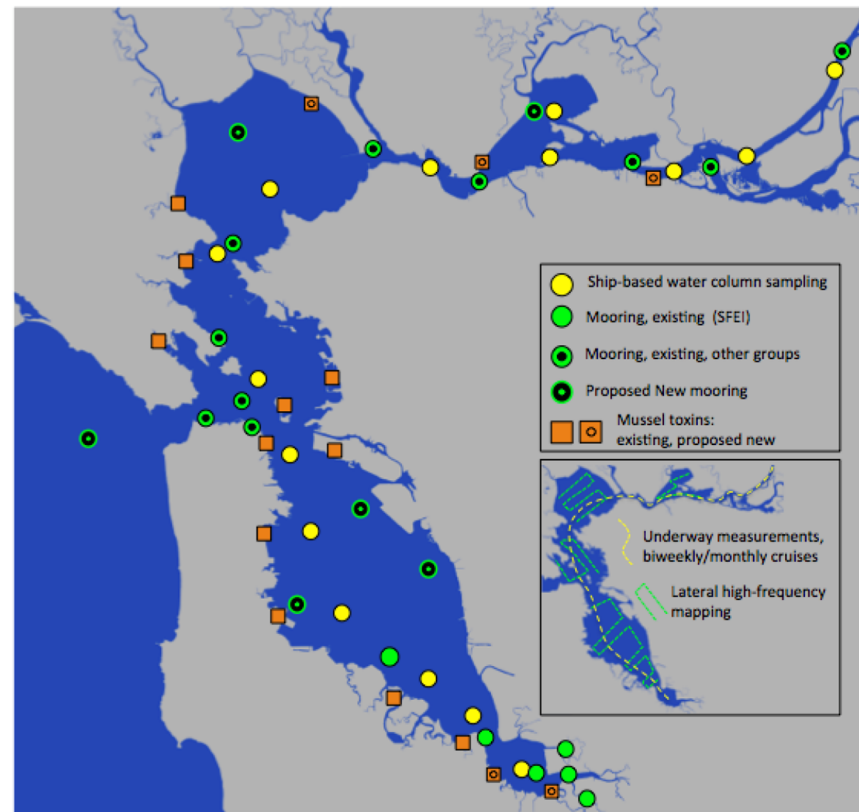 Ship-based water column sampling
Mooring, existing (SFEI)
Mooring, existing, other groups
Proposed New mooring
Mussel toxins:
existing, proposed new
Underway measurements,
biweekly/monthly cruises
Lateral high-frequency
mapping